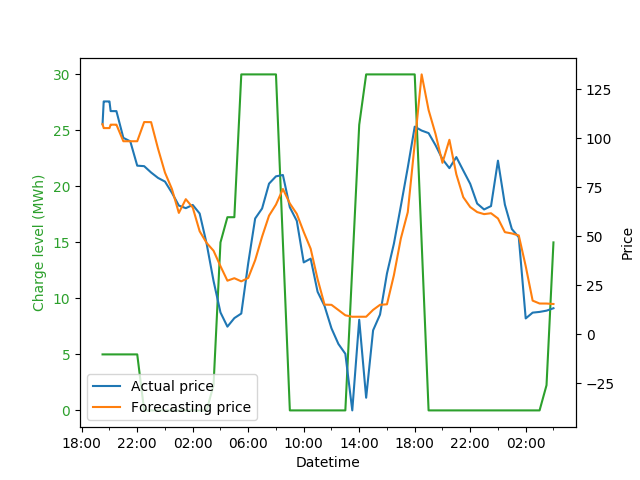 30
25
20
15
10
5
0
Charge level (MWh)
125
100
75
50
25
0
−25
Price
Actual price
Forecasting price
18:00 22:00 02:00 06:00 10:00 14:00 18:00 22:00 02:00
Datetime